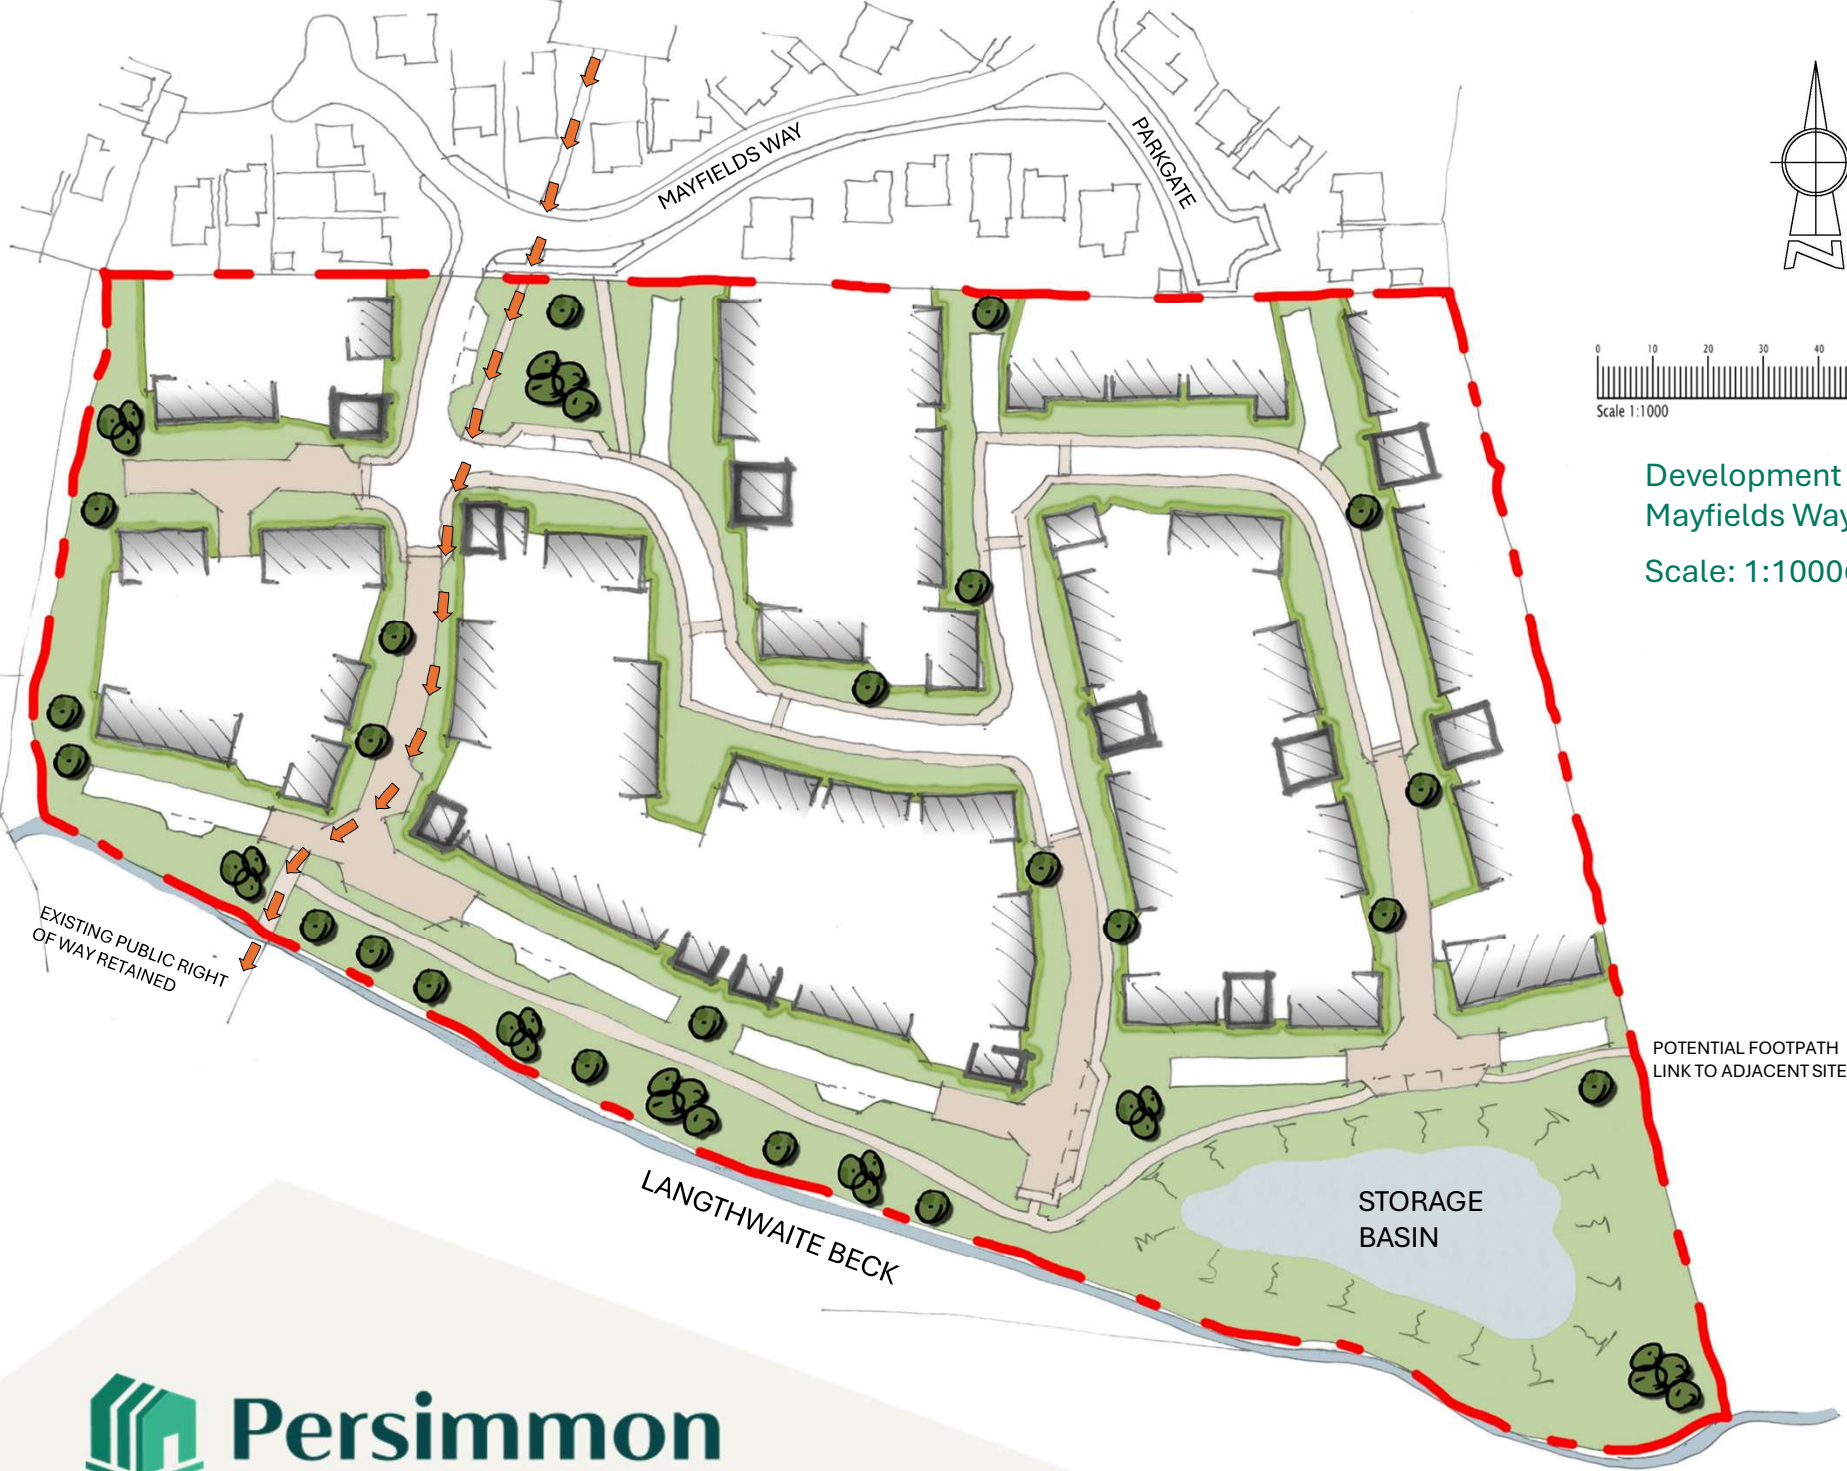 MAYFIELDS WAY
PARKGATE
N
0 10 20 30 40
Scale 1:1000
Development
Mayfields Way
Scale: 1:1000
EXISTING PUBLIC RIGHT
OF WAY RETAINED
POTENTIAL FOOTPATH
LINK TO ADJACENT SITE
STORAGE
BASIN
LANGTHWAITE BECK
Persimmon